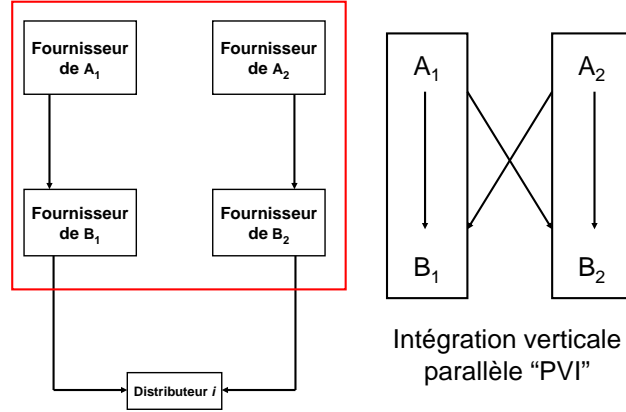 Fournisseur
de A1
Fournisseur
de A2
Fournisseur
de B1
Fournisseur
de B2
Distributeur i
A1
A2
B1
B2
Intégration verticale
parallèle “PVI”